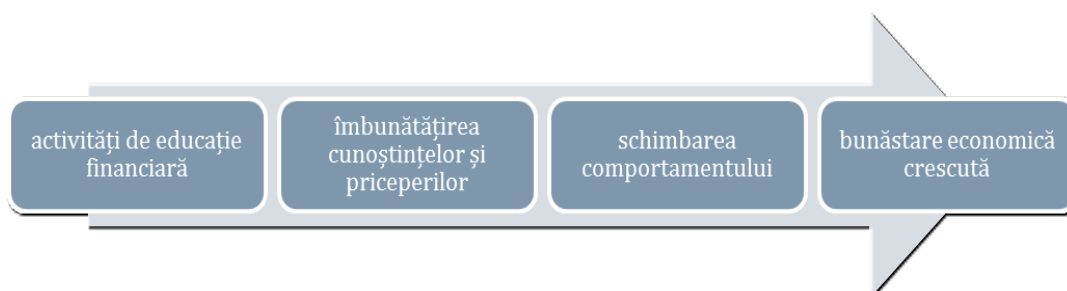 activități de educație
financiară
îmbunătățirea
cunoștințelor și
priceperilor
schimbarea
comportamentului
bunăstare economică
crescută